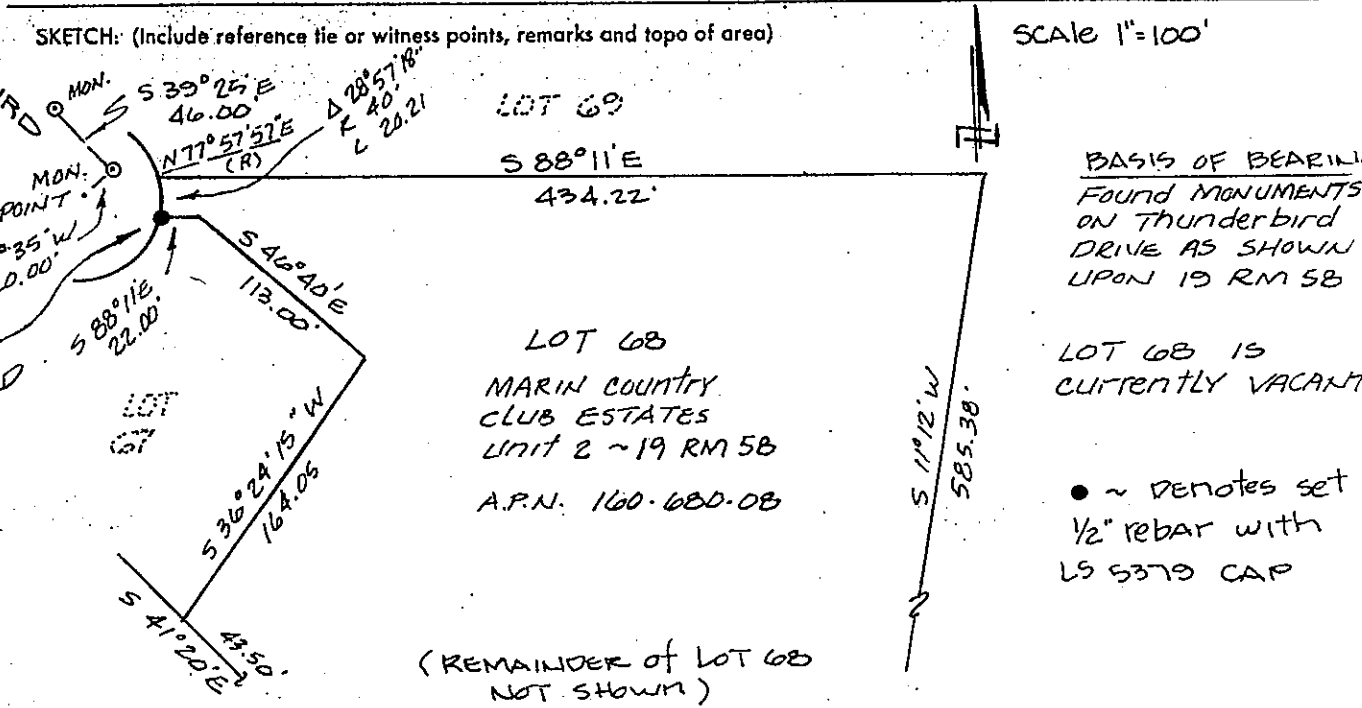 SKETCH: (Include reference tie or witness points, remarks and topo of area)
SCALE 1"=100'
MON.
S 39°25' E
46.00'
Δ 28°57'18"
R 40'
L 20.21
N 77°57'57" E
(R)
MON.
POINT
35' W
LOT 69
S 88°11' E
434.22'
S 88°11' E
22.00'
S 46°40' E
113.00'
LOT
67
S 36°24'15" W
164.05
S 41°20' E
43.50'
LOT 68
MARIN COUNTRY
CLUB ESTATES
UNIT 2 ~ 19 RM 58
A.P.N. 160-680-08
S 11°12' W
585.38'
(REMAINDER of LOT 68
NOT SHOWN)
BASIS OF BEARIN
FOUND MONUMENTS
ON Thunderbird
DRIVE AS SHOWN
UPON 19 RM 58
LOT 68 IS
CURRENTLY VACANT
● ~ DENOTES SET
1/2" rebar with
LS 5379 CAP